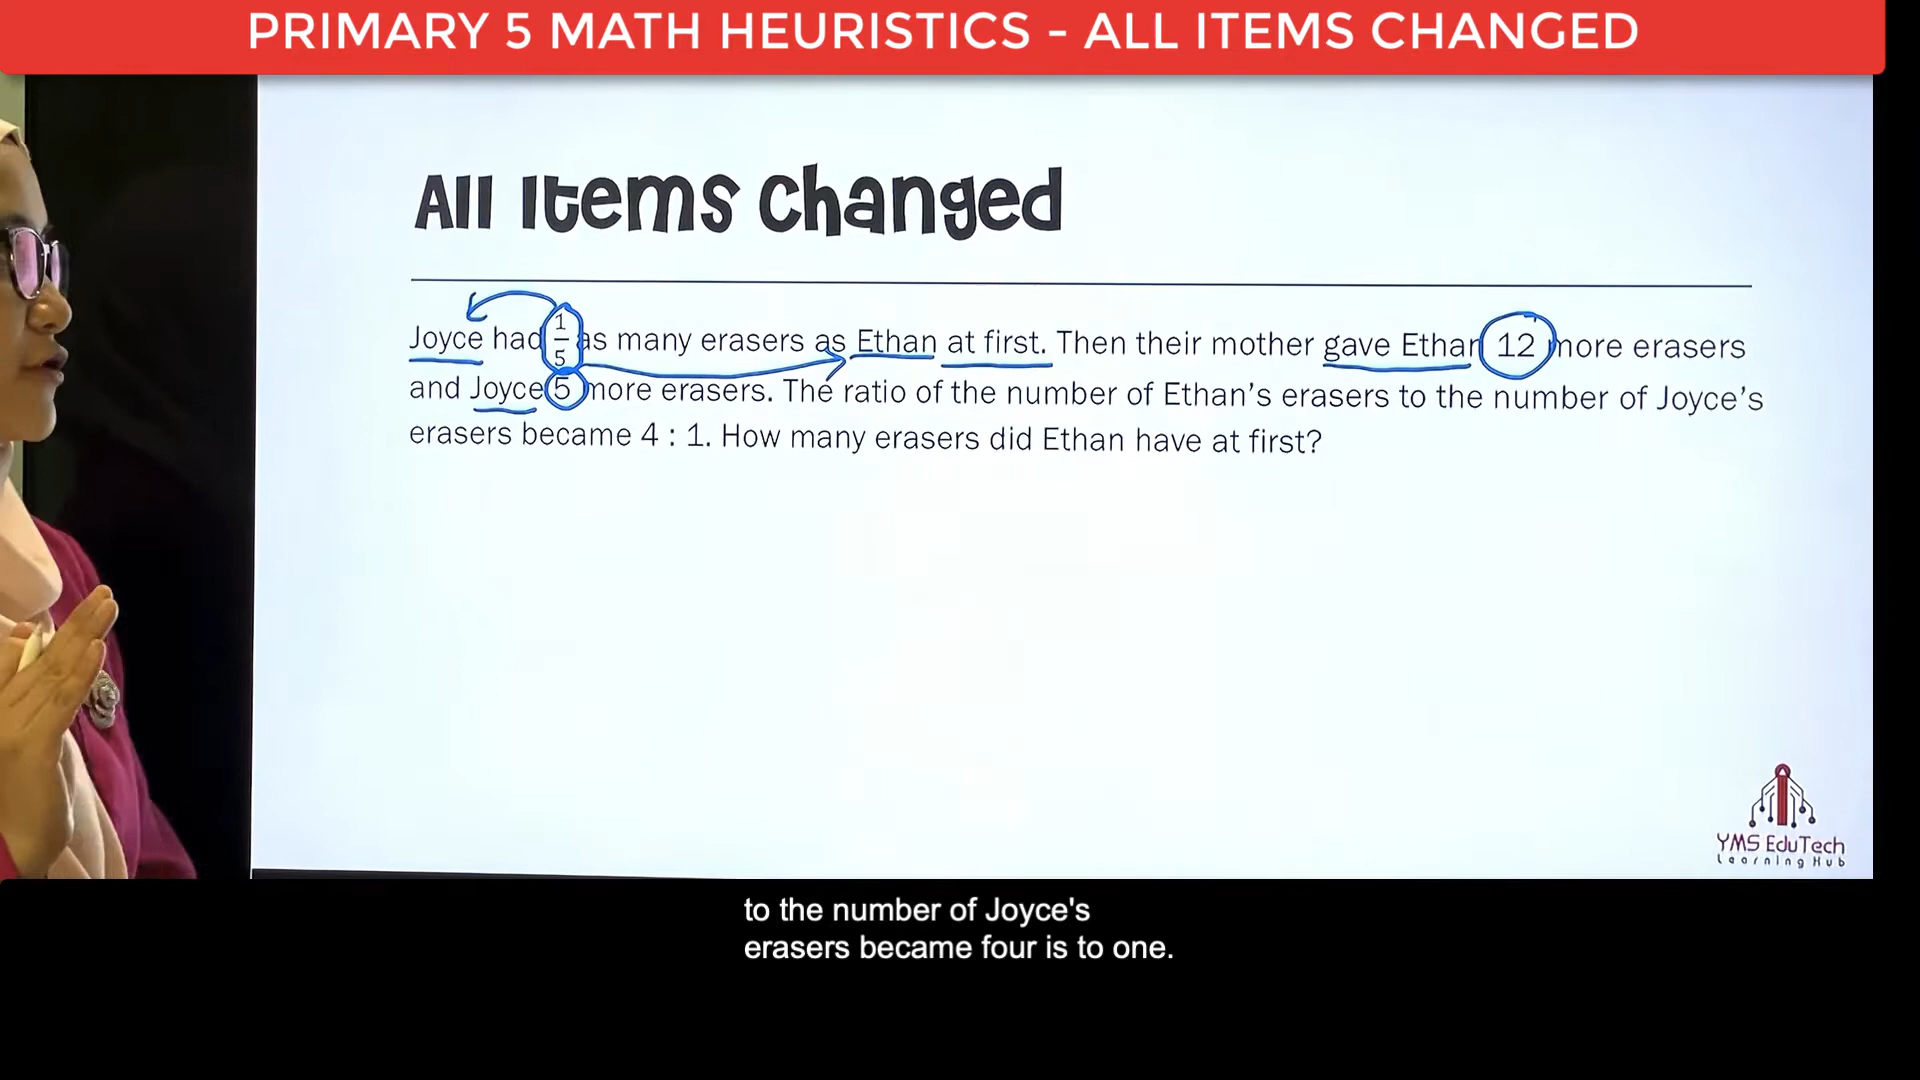 PRIMARY 5 MATH HEURISTICS - ALL ITEMS CHANGED
All Items Changed
Joyce had 1/5 as many erasers as Ethan at first. Then their mother gave Ethan 12 more erasers
and Joyce 5 more erasers. The ratio of the number of Ethan's erasers to the number of Joyce's
erasers became 4 : 1. How many erasers did Ethan have at first?
YMS EduTech
Learning Hub
to the number of Joyce's
erasers became four is to one.